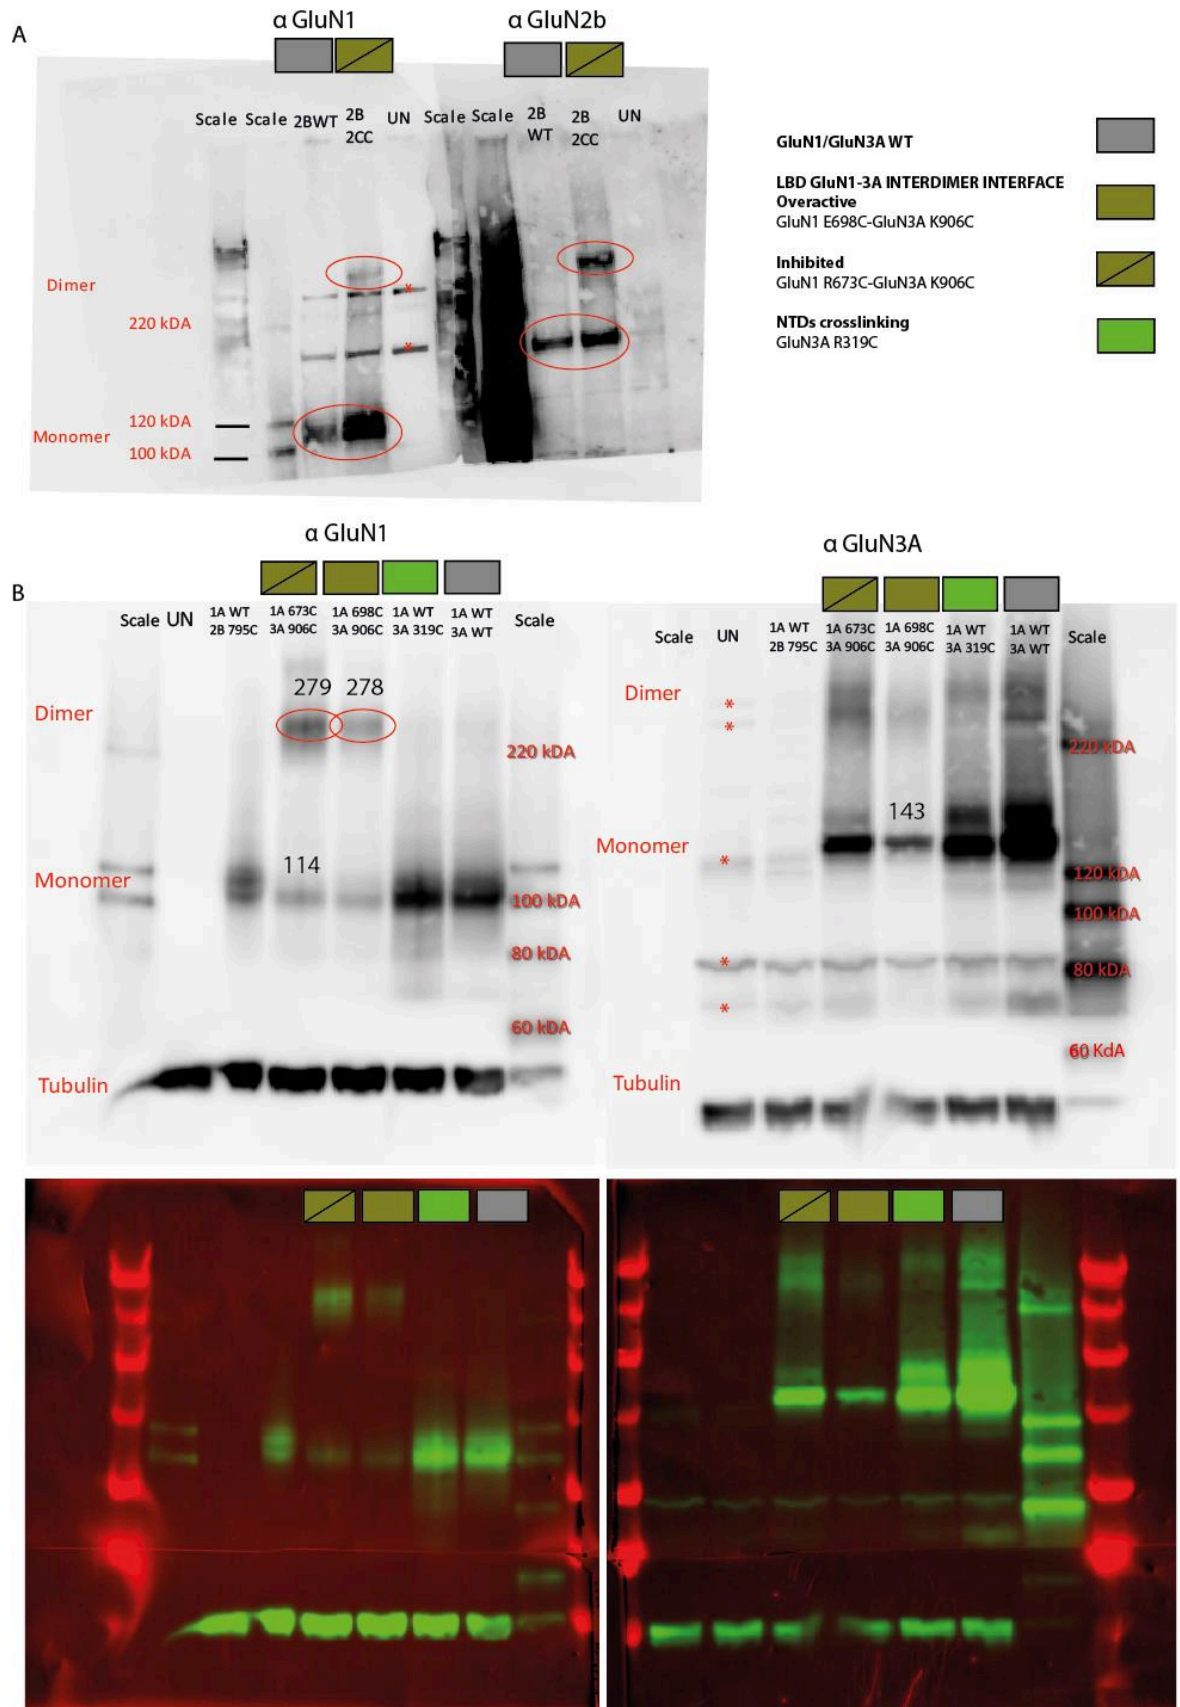 A
α GluN1
α GluN2b
Scale Scale 2BWT 2B 2CC UN Scale Scale 2B WT 2B 2CC UN
Dimer
220 kDA
120 kDA
Monomer
100 kDA
*
*
GluN1/GluN3A WT
LBD GluN1-3A INTERDIMER INTERFACE
Overactive
GluN1 E698C-GluN3A K906C
Inhibited
GluN1 R673C-GluN3A K906C
NTDs crosslinking
GluN3A R319C
B
α GluN1
Scale UN 1A WT 1A 673C 1A 698C 1A WT 1A WT Scale
2B 795C 3A 906C 3A 906C 3A 319C 3A WT
279 278
Dimer
220 kDA
114
Monomer
100 kDA
80 kDA
60 kDA
Tubulin
α GluN3A
Scale UN 1A WT 1A 673C 1A 698C 1A WT 1A WT Scale
2B 795C 3A 906C 3A 906C 3A 319C 3A WT
Dimer
*
*
220 kDA
143
Monomer
*
120 kDA
100 kDA
*
80 kDA
*
60 KdA
Tubulin